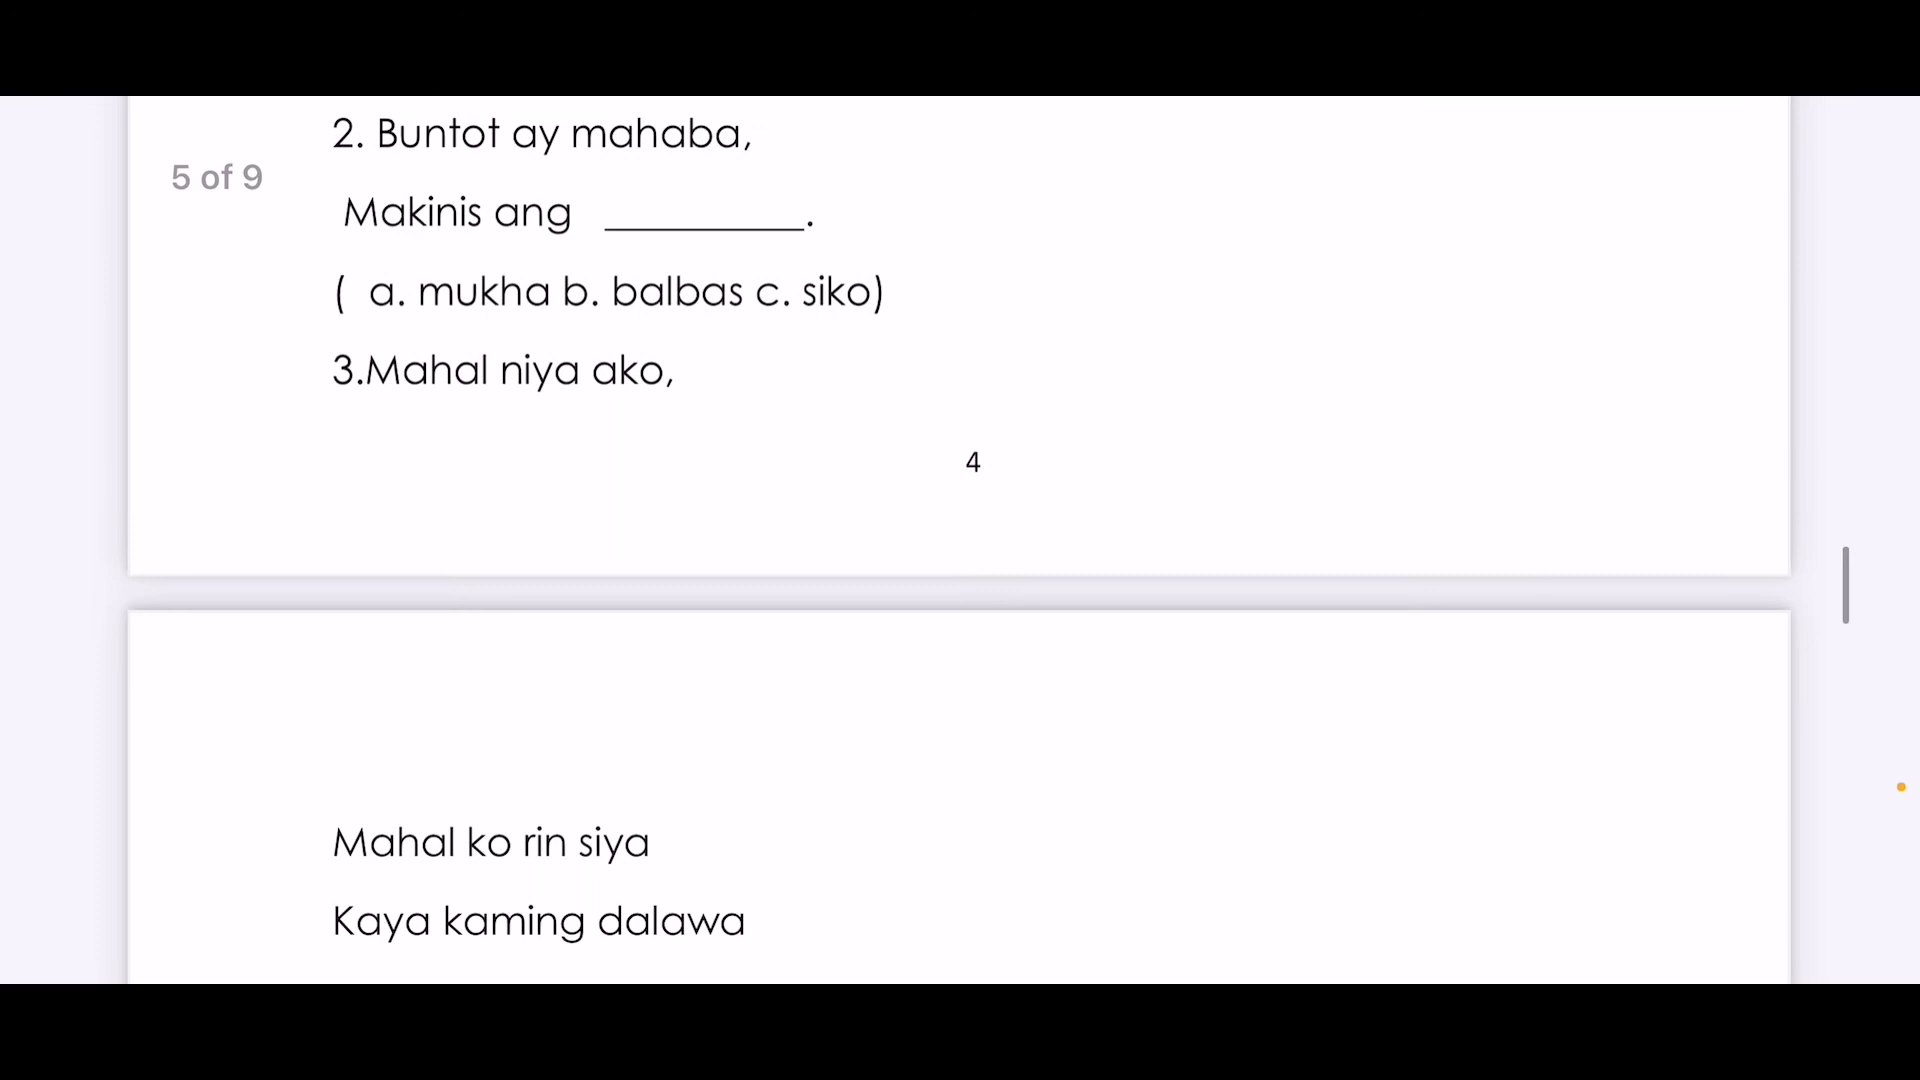 2. Buntot ay mahaba,
5 of 9
Makinis ang __________.
( a. mukha b. balbas c. siko)
3.Mahal niya ako,
4
Mahal ko rin siya
Kaya kaming dalawa